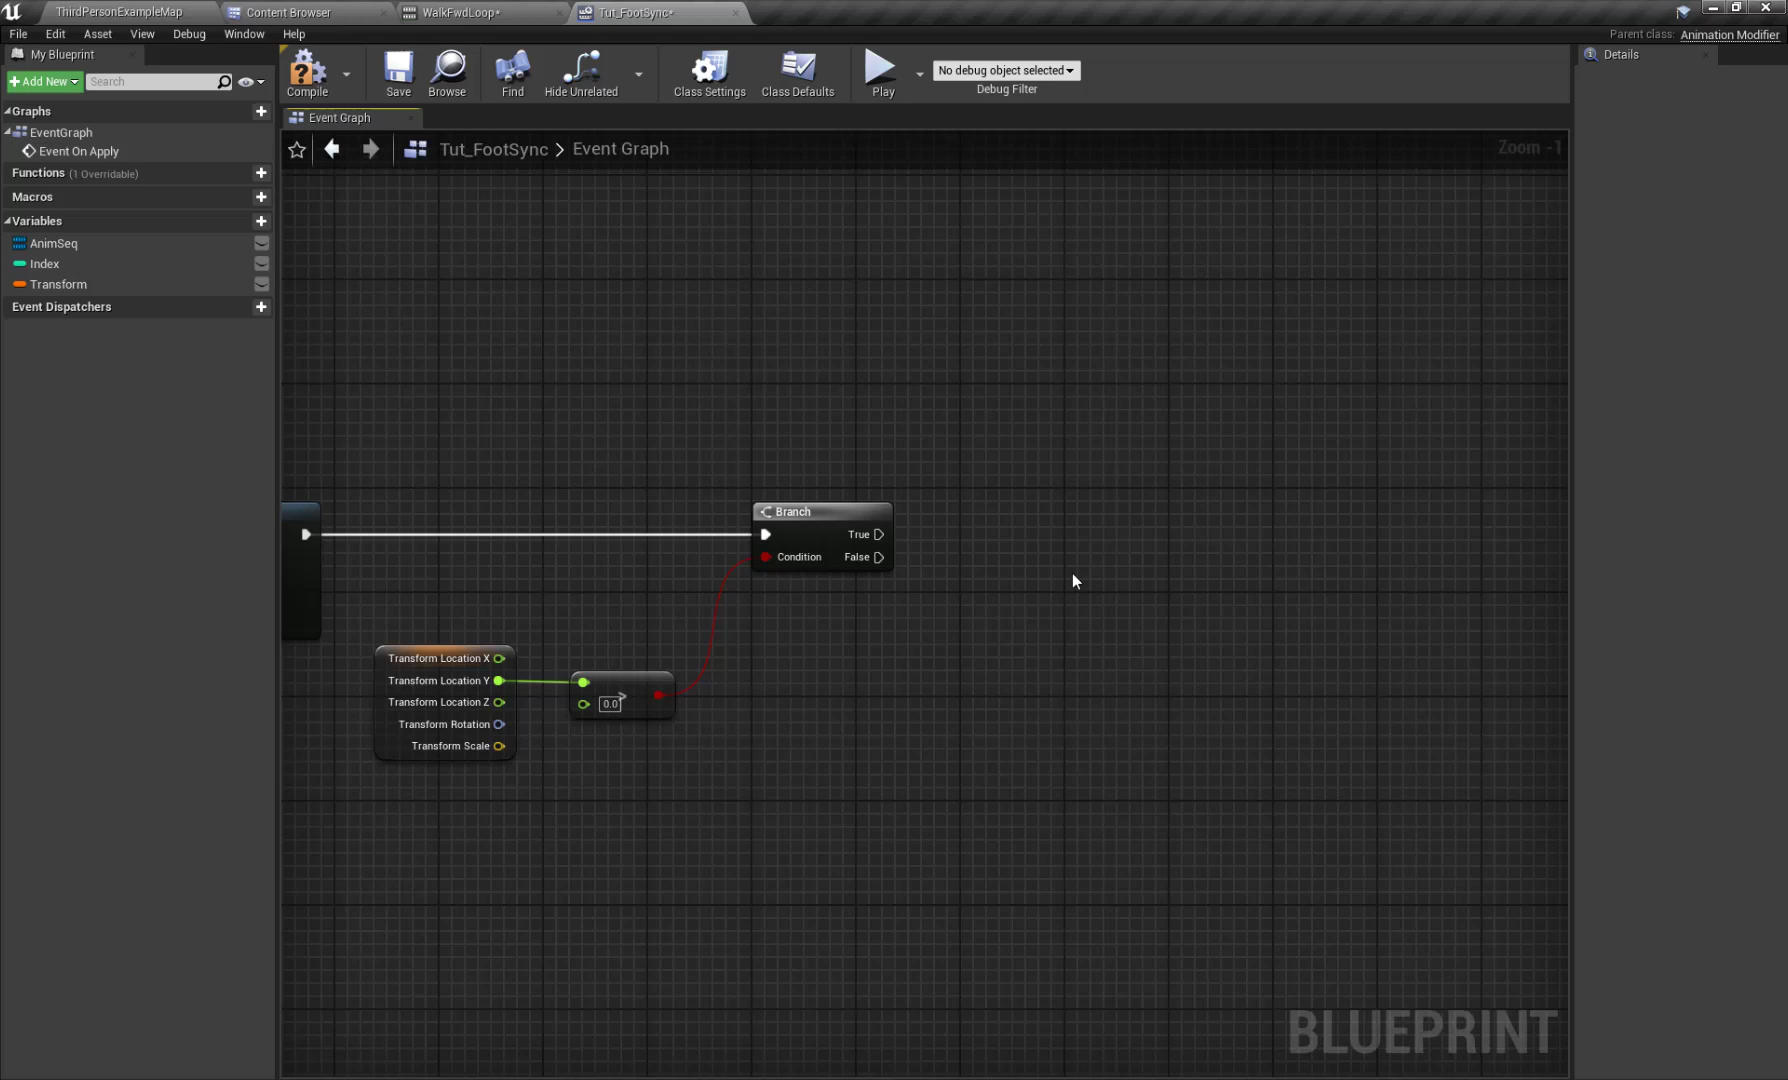 ThirdPersonExampleMap
Content Browser
WalkFwdLoop*
Tut_FootSync*
File Edit Asset View Debug Window Help
Parent class: Animation Modifier
My Blueprint
Details
Add New
Search
Compile
Save
Browse
Find
Hide Unrelated
Class Settings
Class Defaults
Play
No debug object selected
Debug Filter
Graphs
Event Graph
EventGraph
Event On Apply
Tut_FootSync > Event Graph
Zoom -1
Functions (1 Overridable)
Macros
Variables
AnimSeq
Index
Transform
Event Dispatchers
Branch
True
Condition
False
Transform Location X
Transform Location Y
Transform Location Z
Transform Rotation
Transform Scale
>
0.0
BLUEPRINT